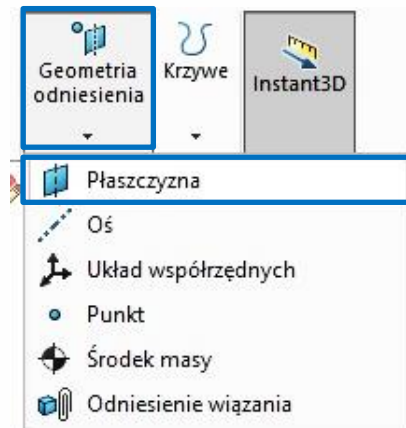 Geometria
odniesienia
Krzywe
Instant3D
Płaszczyzna
Oś
Układ współrzędnych
Punkt
Środek masy
Odniesienie wiązania